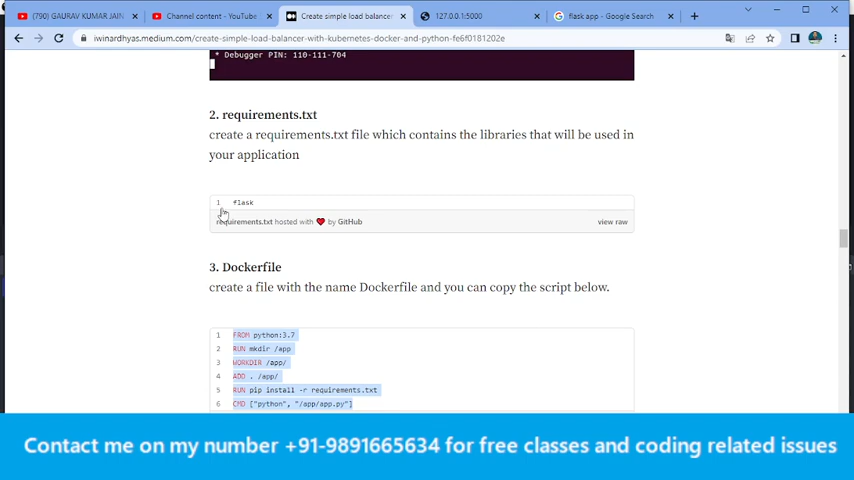 (790) GAURAV KUMAR JAIN
Channel content - YouTube
Create simple load balancer
127.0.0.1:5000
flask app - Google Search
iwinardhyas.medium.com/create-simple-load-balancer-with-kubernetes-docker-and-python-fe6f0181202e
* Debugger PIN: 110-111-704
2. requirements.txt
create a requirements.txt file which contains the libraries that will be used in
your application
1 flask
requirements.txt hosted with ❤ by GitHub view raw
3. Dockerfile
create a file with the name Dockerfile and you can copy the script below.
1 FROM python:3.7
2 RUN mkdir /app
3 WORKDIR /app/
4 ADD . /app/
5 RUN pip install -r requirements.txt
6 CMD ["python", "/app/app.py"]
Contact me on my number +91-9891665634 for free classes and coding related issues